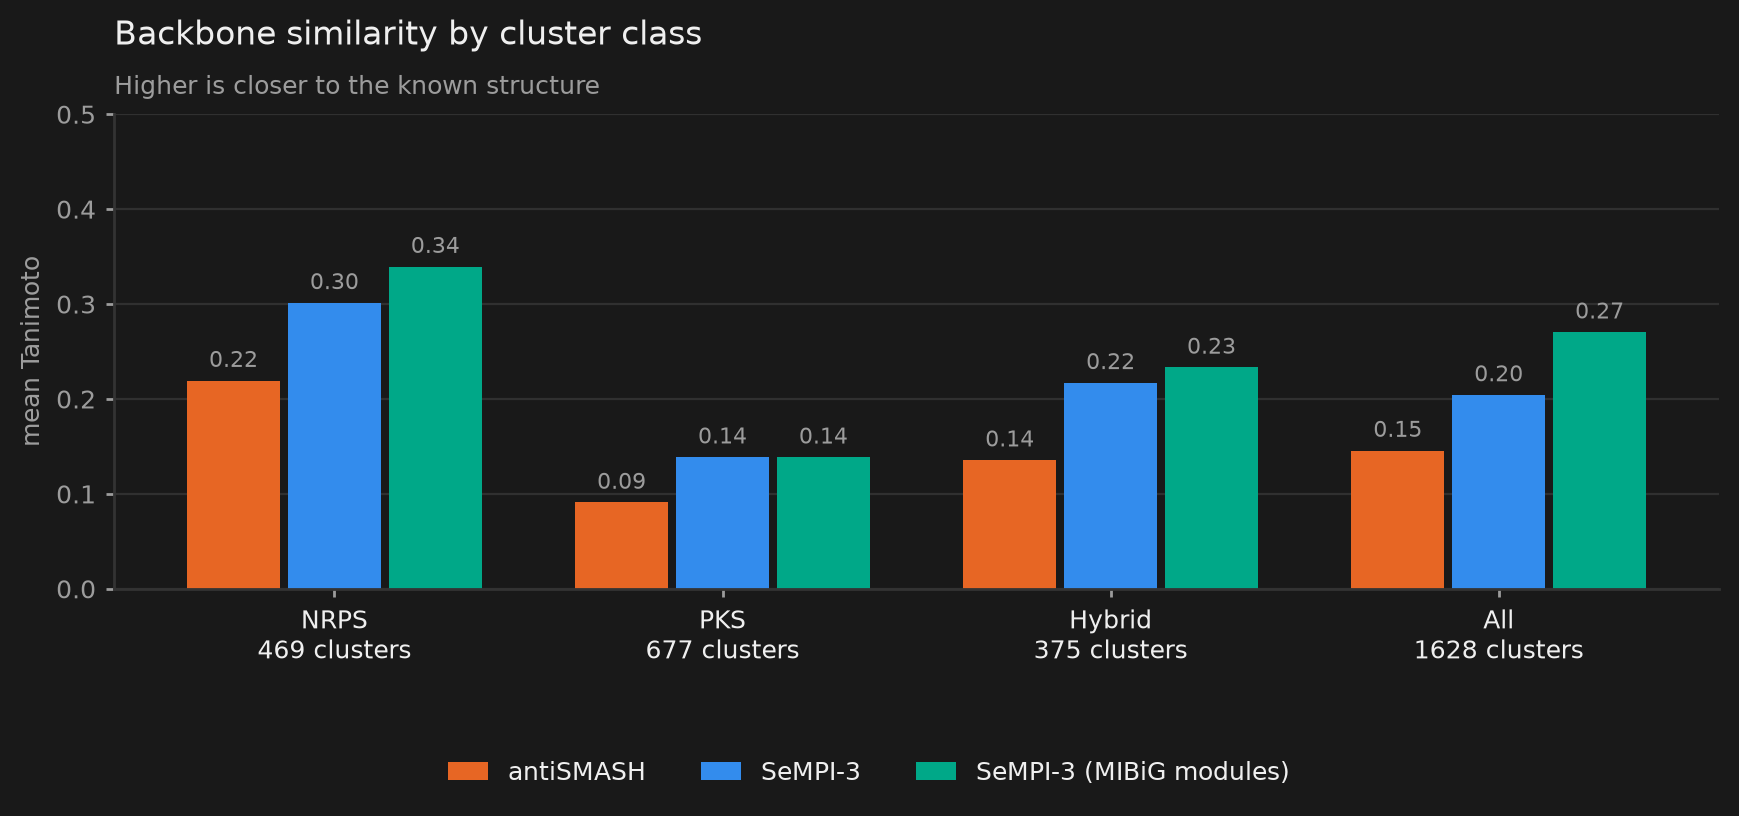 Backbone similarity by cluster class
Higher is closer to the known structure
mean Tanimoto
0.5
0.4
0.3
0.2
0.1
0.0
0.22
0.30
0.34
0.09
0.14
0.14
0.14
0.22
0.23
0.15
0.20
0.27
NRPS
469 clusters
PKS
677 clusters
Hybrid
375 clusters
All
1628 clusters
antiSMASH
SeMPI-3
SeMPI-3 (MIBiG modules)